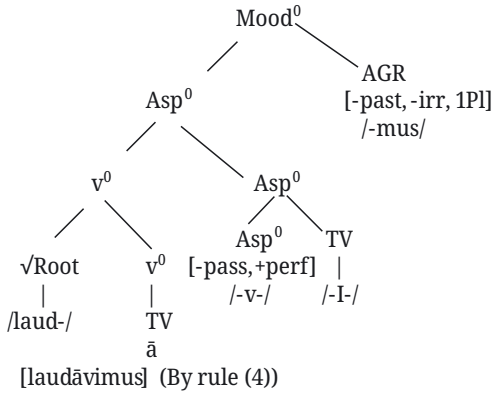 Mood⁰
AGR
[-past, -irr, 1Pl]
Asp⁰
/-mus/
v⁰ Asp⁰
Asp⁰ TV
√Root v⁰ [-pass,+perf]
/-v-/ /-I-/
/laud-/ TV
ā
[laudāvimus] (By rule (4))